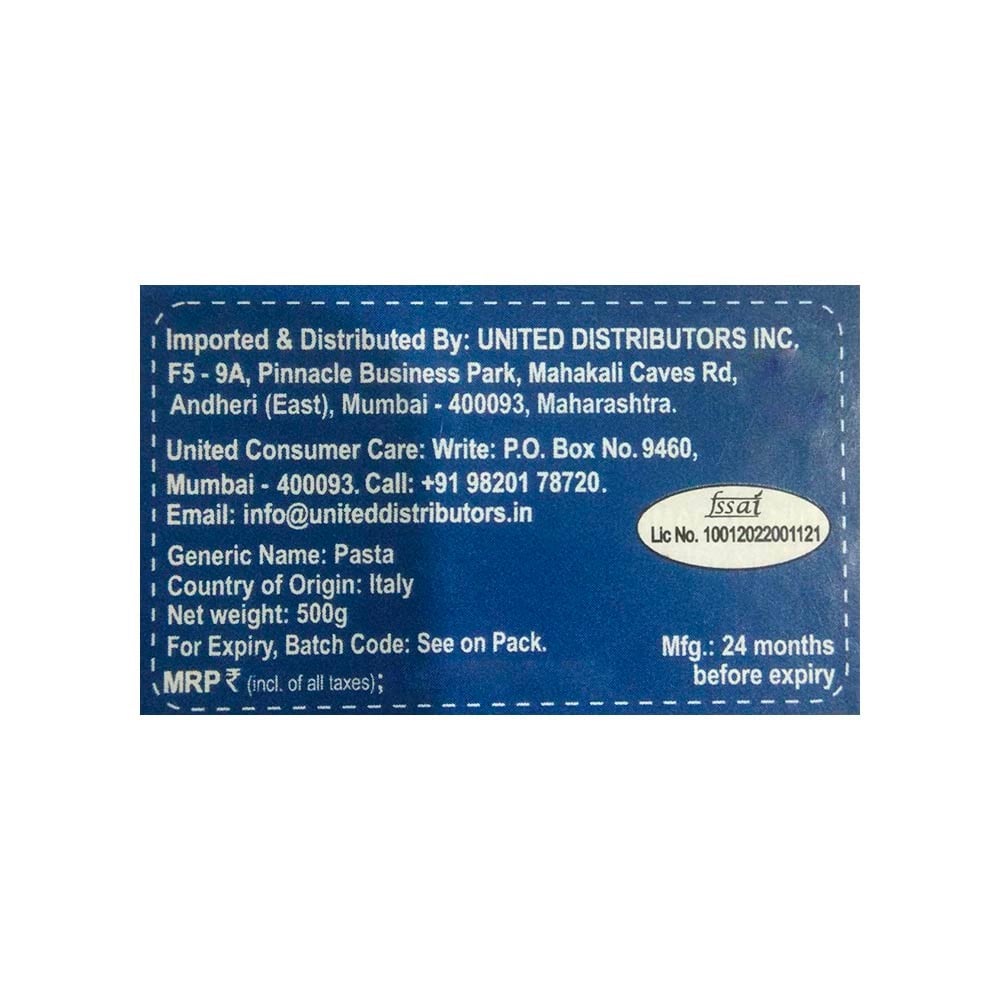 Imported & Distributed By: UNITED DISTRIBUTORS INC.
F5 - 9A, Pinnacle Business Park, Mahakali Caves Rd,
Andheri (East), Mumbai - 400093, Maharashtra.
United Consumer Care: Write: P.O. Box No. 9460,
Mumbai - 400093. Call: +91 98201 78720.
Email: info@uniteddistributors.in
fssai
Lic No. 10012022001121
Generic Name: Pasta
Country of Origin: Italy
Net weight: 500g
For Expiry, Batch Code: See on Pack.
MRP ₹ (incl. of all taxes);
Mfg.: 24 months
before expiry